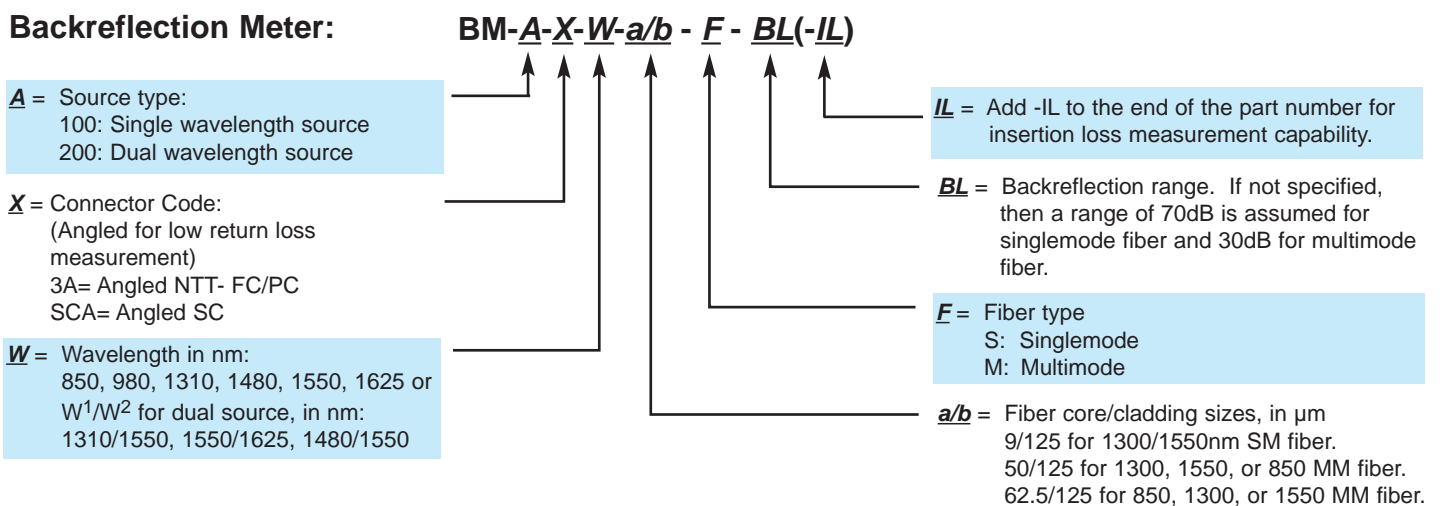 Backreflection Meter: BM-A-X-W-a/b - F - BL(-IL)
A = Source type:
100: Single wavelength source
200: Dual wavelength source
X = Connector Code:
(Angled for low return loss
measurement)
3A= Angled NTT- FC/PC
SCA= Angled SC
W = Wavelength in nm:
850, 980, 1310, 1480, 1550, 1625 or
W1/W2 for dual source, in nm:
1310/1550, 1550/1625, 1480/1550
IL = Add -IL to the end of the part number for
insertion loss measurement capability.
BL = Backreflection range. If not specified,
then a range of 70dB is assumed for
singlemode fiber and 30dB for multimode
fiber.
F = Fiber type
S: Singlemode
M: Multimode
a/b = Fiber core/cladding sizes, in µm
9/125 for 1300/1550nm SM fiber.
50/125 for 1300, 1550, or 850 MM fiber.
62.5/125 for 850, 1300, or 1550 MM fiber.